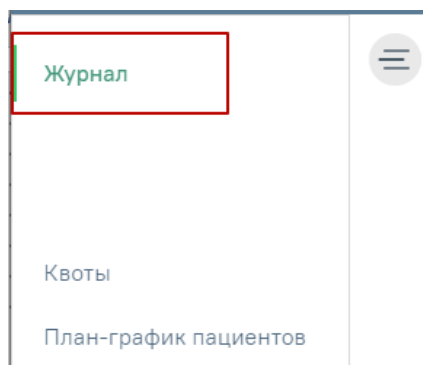 Журнал
Квоты
План-график пациентов